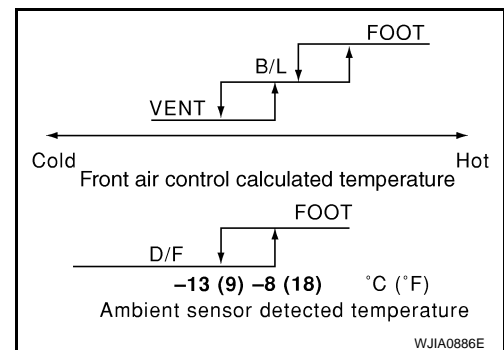 FOOT
B/L
VENT
Cold Hot
Front air control calculated temperature
FOOT
D/F
–13 (9) –8 (18) °C (°F)
Ambient sensor detected temperature
WJIA0886E